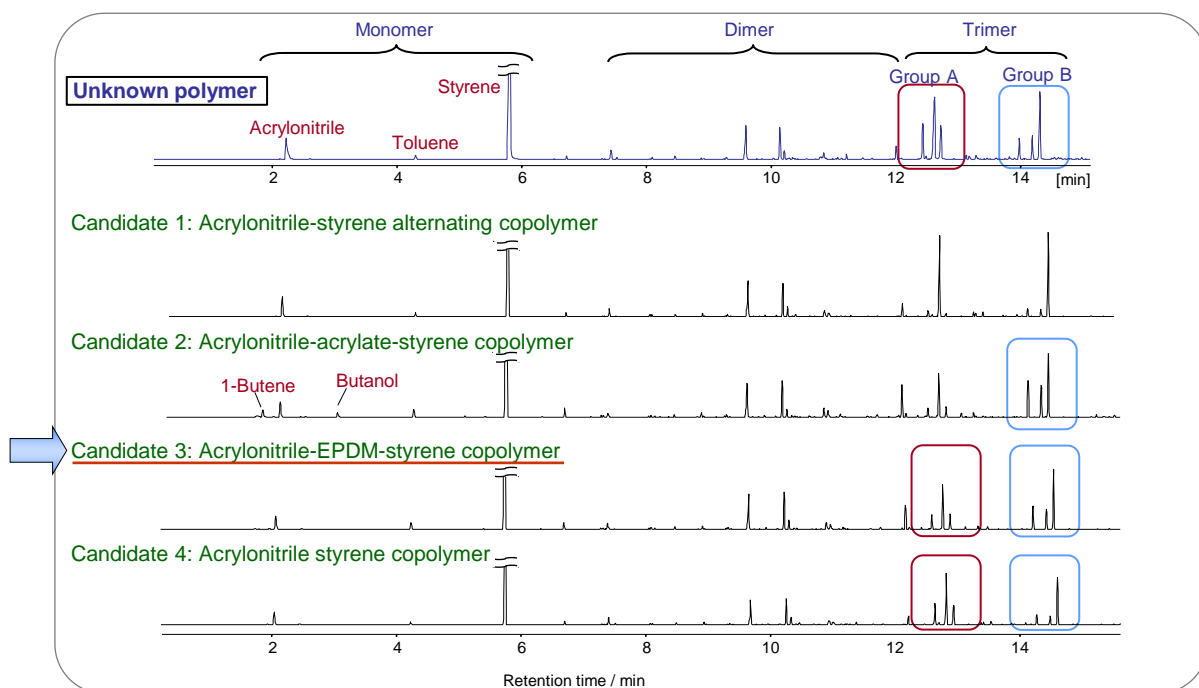 Monomer
Dimer
Trimer
Unknown polymer
Acrylonitrile
Toluene
Styrene
Group A
Group B
2
4
6
8
10
12
14
[min]
Candidate 1: Acrylonitrile-styrene alternating copolymer
Candidate 2: Acrylonitrile-acrylate-styrene copolymer
1-Butene
Butanol
Candidate 3: Acrylonitrile-EPDM-styrene copolymer
Candidate 4: Acrylonitrile styrene copolymer
2
4
6
8
10
12
14
Retention time / min